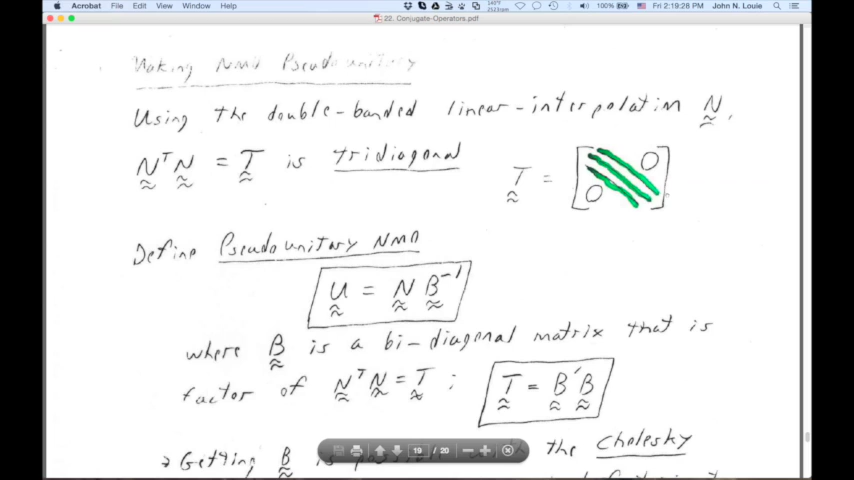 Acrobat File Edit View Window Help 100% Fri 2:19:28 PM John N. Louie
22. Conjugate-Operators.pdf
Making NMO Pseudounitary
Using the double-banded linear-interpolation N,
NᵀN = T is tridiagonal
T = [ 0 0 ]
Define Pseudounitary NMO
U = N B⁻¹
where B is a bi-diagonal matrix that is
factor of NᵀN = T ; T = B'B
19 / 20
→ Getting B is the Cholesky